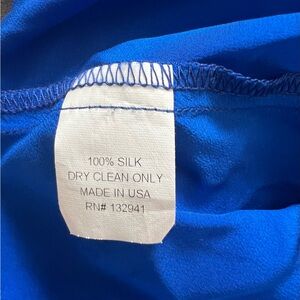 100% SILK
DRY CLEAN ONLY
MADE IN USA
RN# 132941